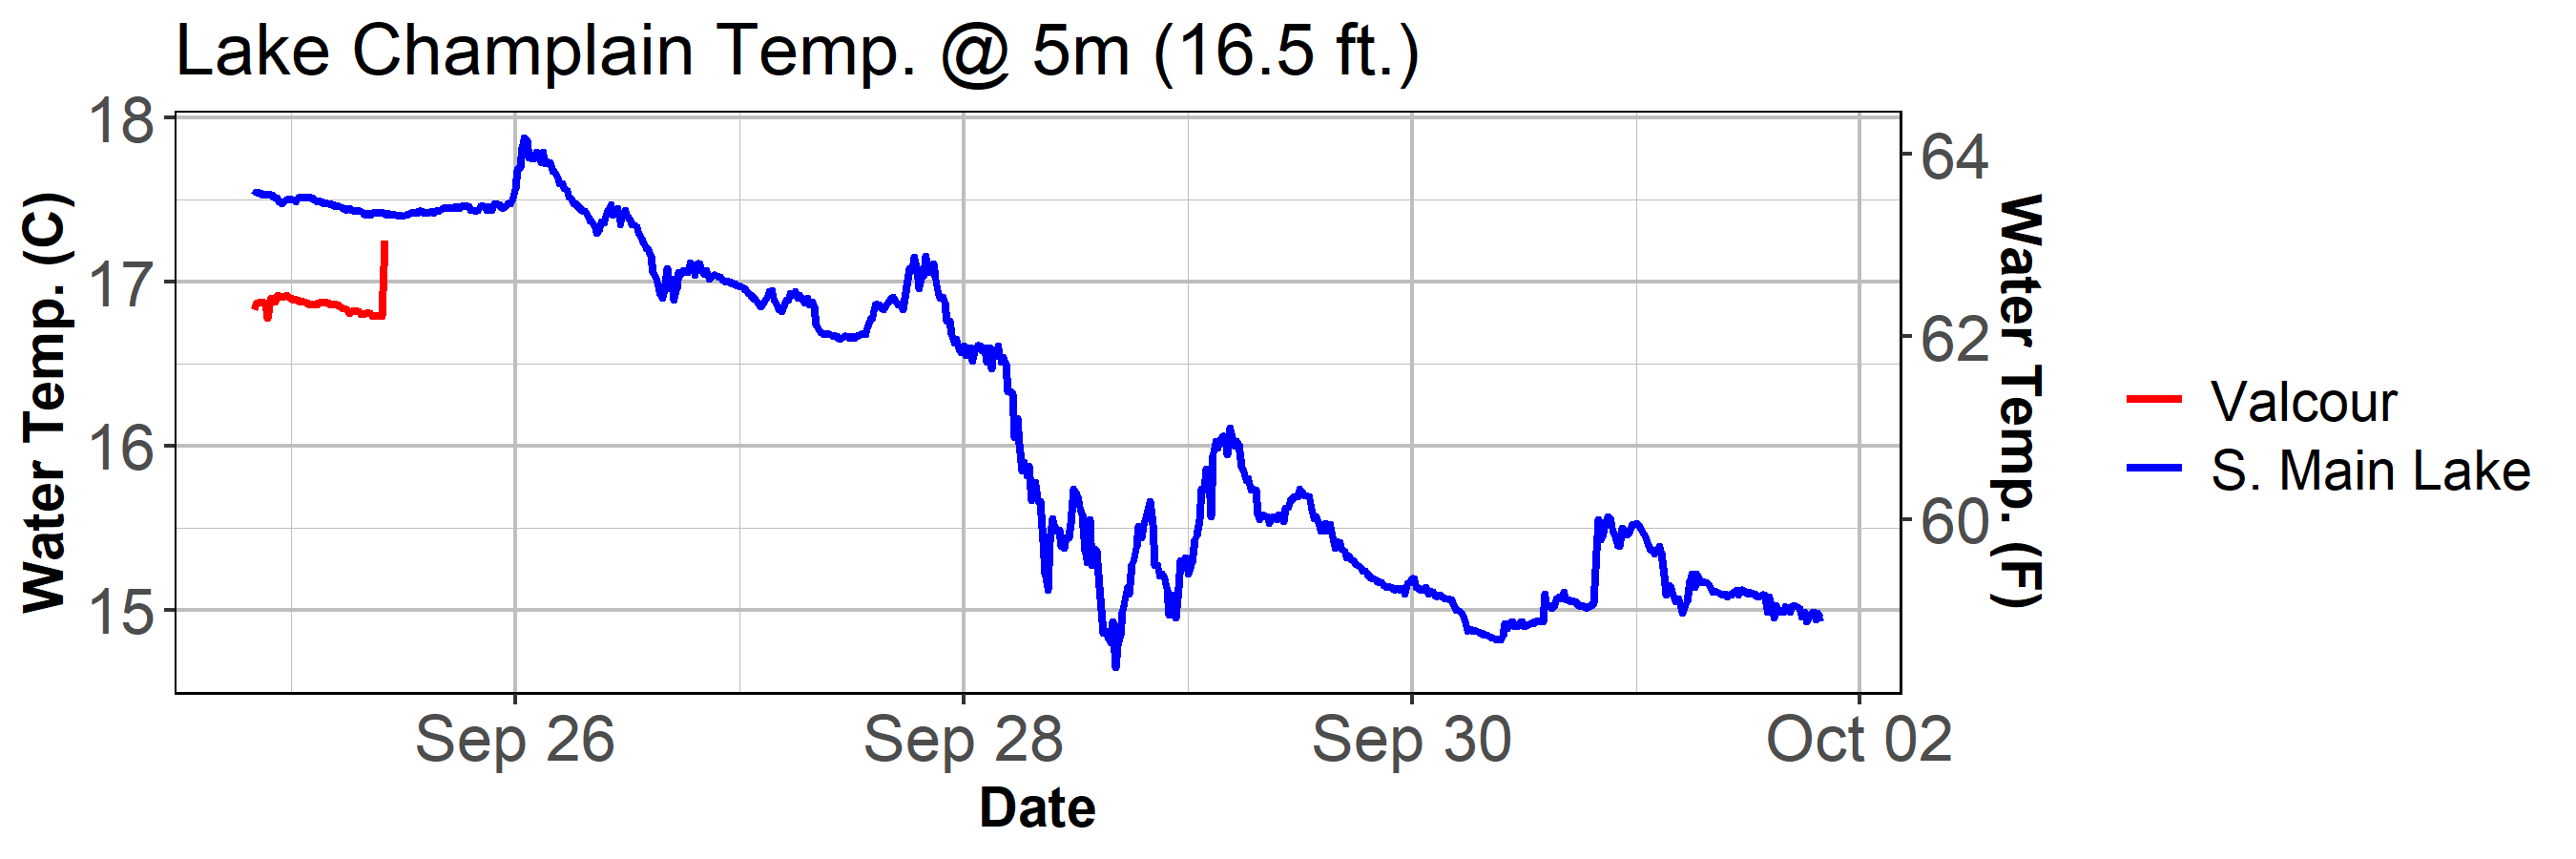 Lake Champlain Temp. @ 5m (16.5 ft.)
Water Temp. (C)
18
17
16
15
64
62
60
Water Temp. (F)
Sep 26
Sep 28
Sep 30
Oct 02
Date
Valcour
S. Main Lake